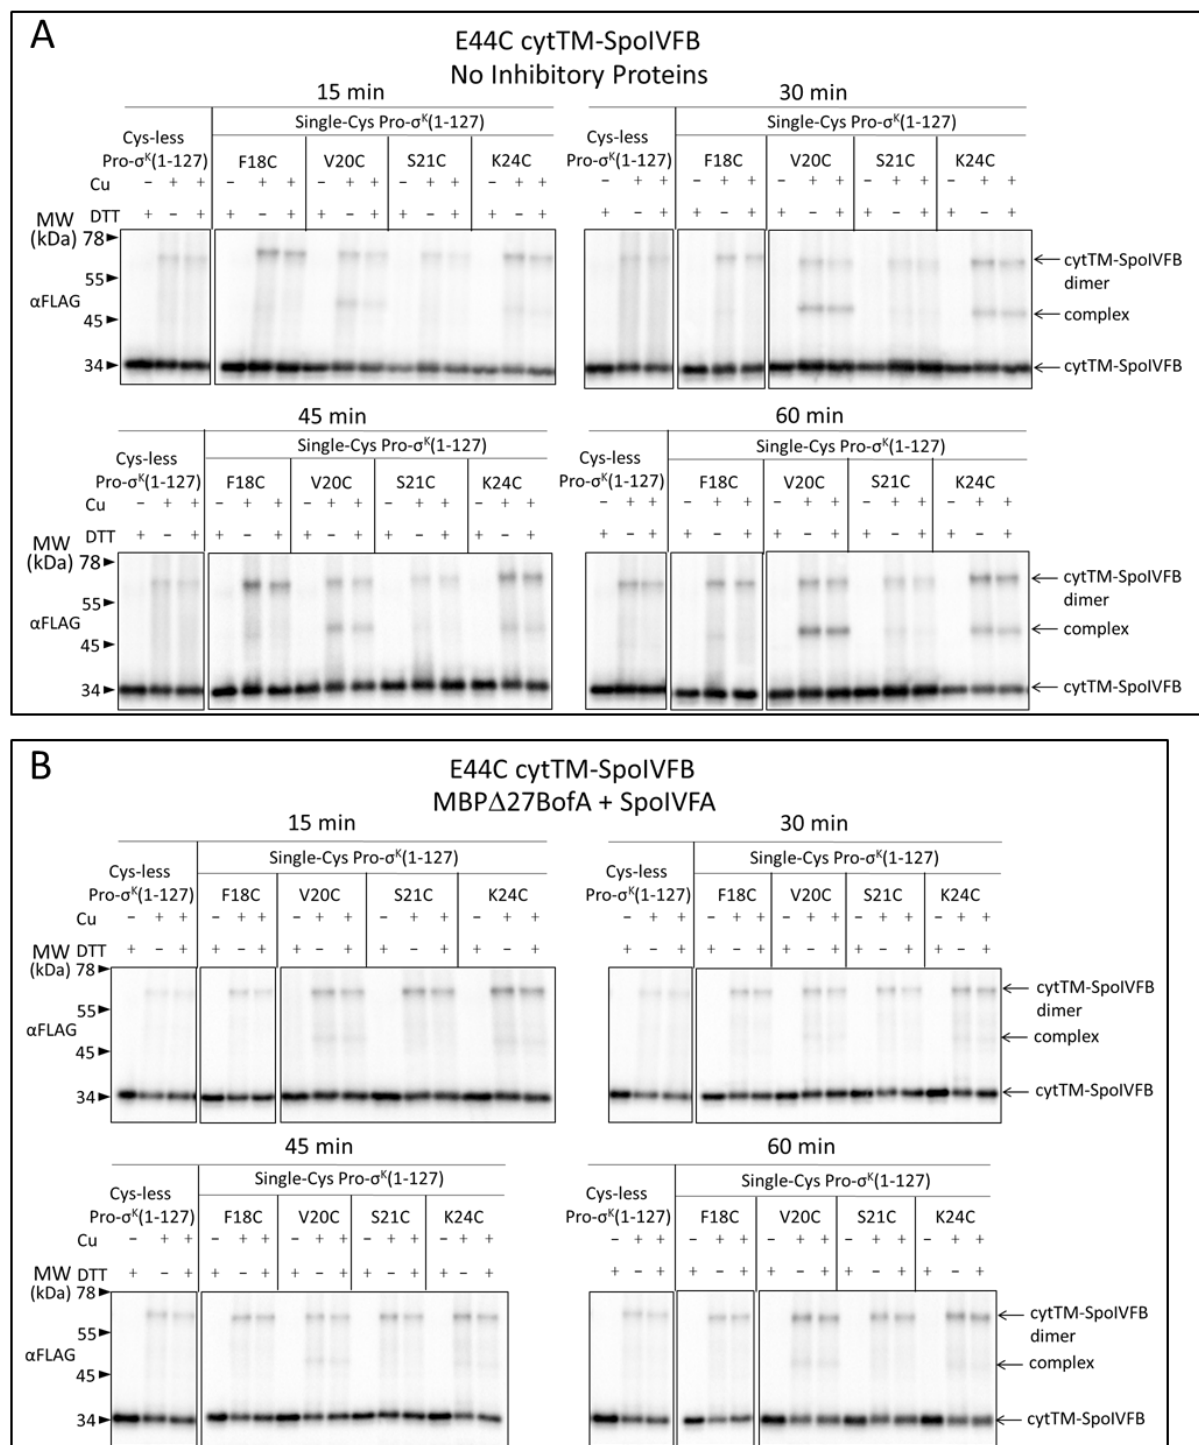 A
E44C cytTM-SpoIVFB
No Inhibitory Proteins
15 min
Single-Cys Pro-σᴷ(1-127)
Cys-less
Pro-σᴷ(1-127)
F18C V20C S21C K24C
Cu - + + - + + - + + - + + - + +
DTT + - + + - + + - + + - + + - +
MW
(kDa)
78
55
αFLAG
45
34
30 min
Single-Cys Pro-σᴷ(1-127)
Cys-less
Pro-σᴷ(1-127)
F18C V20C S21C K24C
- + + - + + - + + - + + - + +
+ - + + - + + - + + - + + - +
cytTM-SpoIVFB
dimer
complex
cytTM-SpoIVFB
45 min
Single-Cys Pro-σᴷ(1-127)
Cys-less
Pro-σᴷ(1-127)
F18C V20C S21C K24C
Cu - + + - + + - + + - + + - + +
DTT + - + + - + + - + + - + + - +
MW
(kDa)
78
55
αFLAG
45
34
60 min
Single-Cys Pro-σᴷ(1-127)
Cys-less
Pro-σᴷ(1-127)
F18C V20C S21C K24C
- + + - + + - + + - + + - + +
+ - + + - + + - + + - + + - +
cytTM-SpoIVFB
dimer
complex
cytTM-SpoIVFB
B
E44C cytTM-SpoIVFB
MBPΔ27BofA + SpoIVFA
15 min
Single-Cys Pro-σᴷ(1-127)
Cys-less
Pro-σᴷ(1-127)
F18C V20C S21C K24C
Cu - + + - + + - + + - + + - + +
MW DTT + - + + - + + - + + - + + - +
(kDa)
78
55
αFLAG
45
34
30 min
Single-Cys Pro-σᴷ(1-127)
Cys-less
Pro-σᴷ(1-127)
F18C V20C S21C K24C
- + + - + + - + + - + + - + +
+ - + + - + + - + + - + + - +
cytTM-SpoIVFB
dimer
complex
cytTM-SpoIVFB
45 min
Single-Cys Pro-σᴷ(1-127)
Cys-less
Pro-σᴷ(1-127)
F18C V20C S21C K24C
Cu - + + - + + - + + - + + - + +
MW DTT + - + + - + + - + + - + + - +
(kDa)
78
55
αFLAG
45
34
60 min
Single-Cys Pro-σᴷ(1-127)
Cys-less
Pro-σᴷ(1-127)
F18C V20C S21C K24C
- + + - + + - + + - + + - + +
+ - + + - + + - + + - + + - +
cytTM-SpoIVFB
dimer
complex
cytTM-SpoIVFB